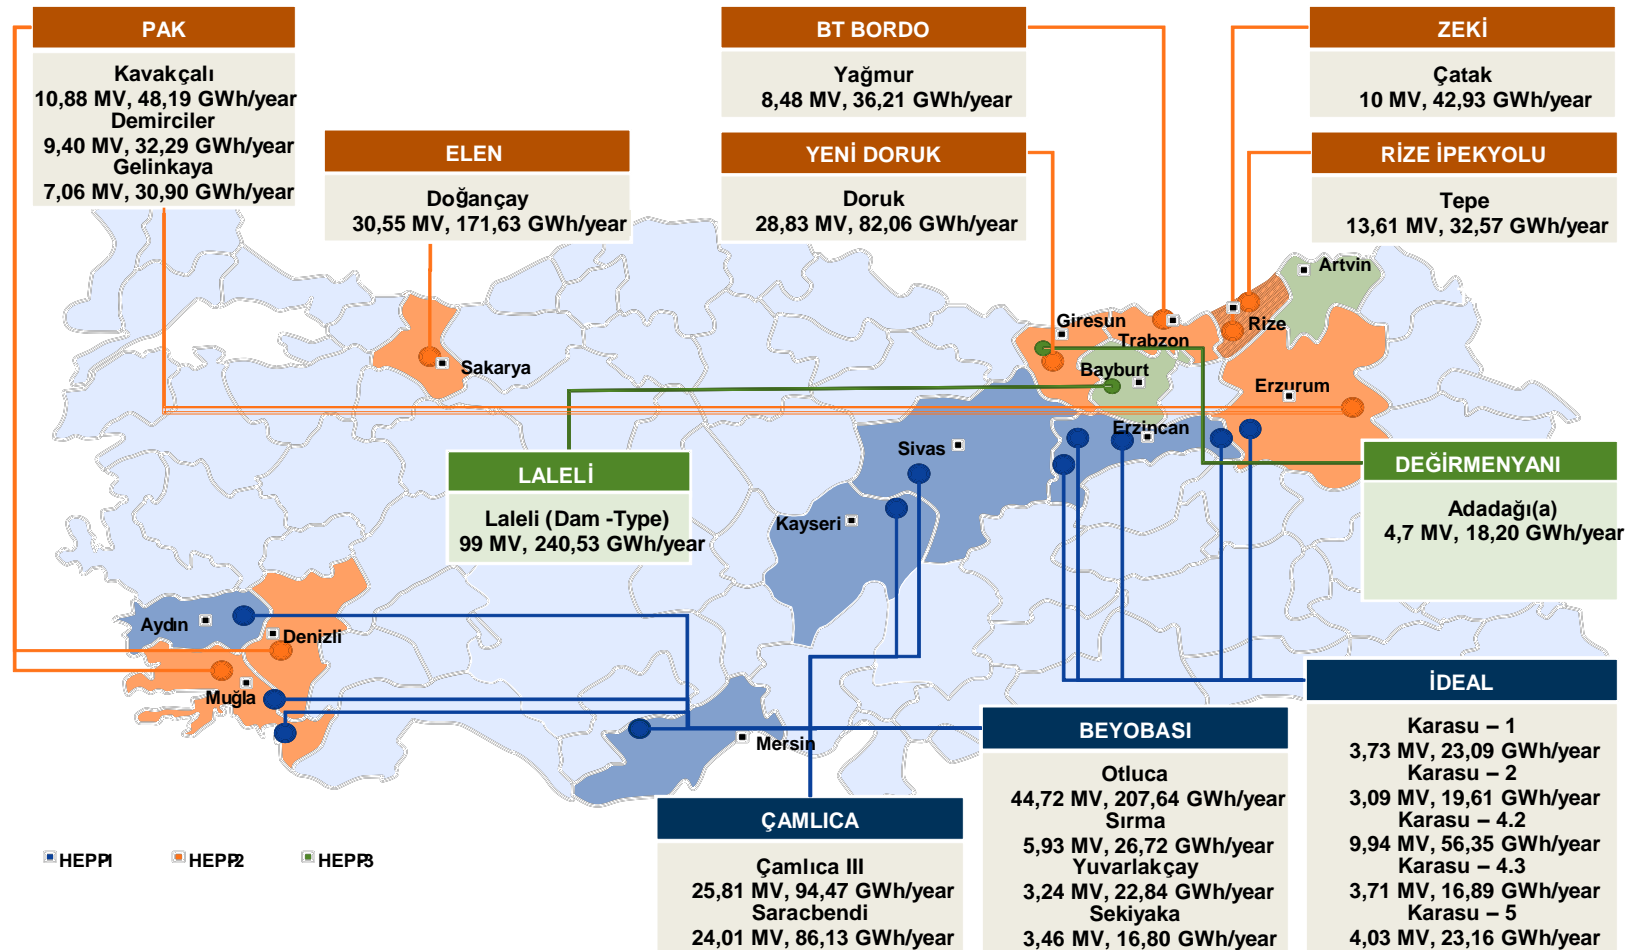 PAK
Kavakçalı
10,88 MV, 48,19 GWh/year
Demirciler
9,40 MV, 32,29 GWh/year
Gelinkaya
7,06 MV, 30,90 GWh/year
ELEN
Doğançay
30,55 MV, 171,63 GWh/year
BT BORDO
Yağmur
8,48 MV, 36,21 GWh/year
YENİ DORUK
Doruk
28,83 MV, 82,06 GWh/year
ZEKİ
Çatak
10 MV, 42,93 GWh/year
RİZE İPEKYOLU
Tepe
13,61 MV, 32,57 GWh/year
Artvin
Giresun
Trabzon
Rize
Sakarya
Bayburt
Erzurum
Erzincan
Sivas
Kayseri
Aydın
Denizli
Muğla
Mersin
LALELİ
Laleli (Dam -Type)
99 MV, 240,53 GWh/year
DEĞİRMENYANI
Adadağı(a)
4,7 MV, 18,20 GWh/year
İDEAL
Karasu – 1
3,73 MV, 23,09 GWh/year
Karasu – 2
3,09 MV, 19,61 GWh/year
Karasu – 4.2
9,94 MV, 56,35 GWh/year
Karasu – 4.3
3,71 MV, 16,89 GWh/year
Karasu – 5
4,03 MV, 23,16 GWh/year
BEYOBASI
Otluca
44,72 MV, 207,64 GWh/year
Sırma
5,93 MV, 26,72 GWh/year
Yuvarlakçay
3,24 MV, 22,84 GWh/year
Sekiyaka
3,46 MV, 16,80 GWh/year
ÇAMLICA
Çamlıca III
25,81 MV, 94,47 GWh/year
Saracbendi
24,01 MV, 86,13 GWh/year
HEPP1
HEPP2
HEPP3